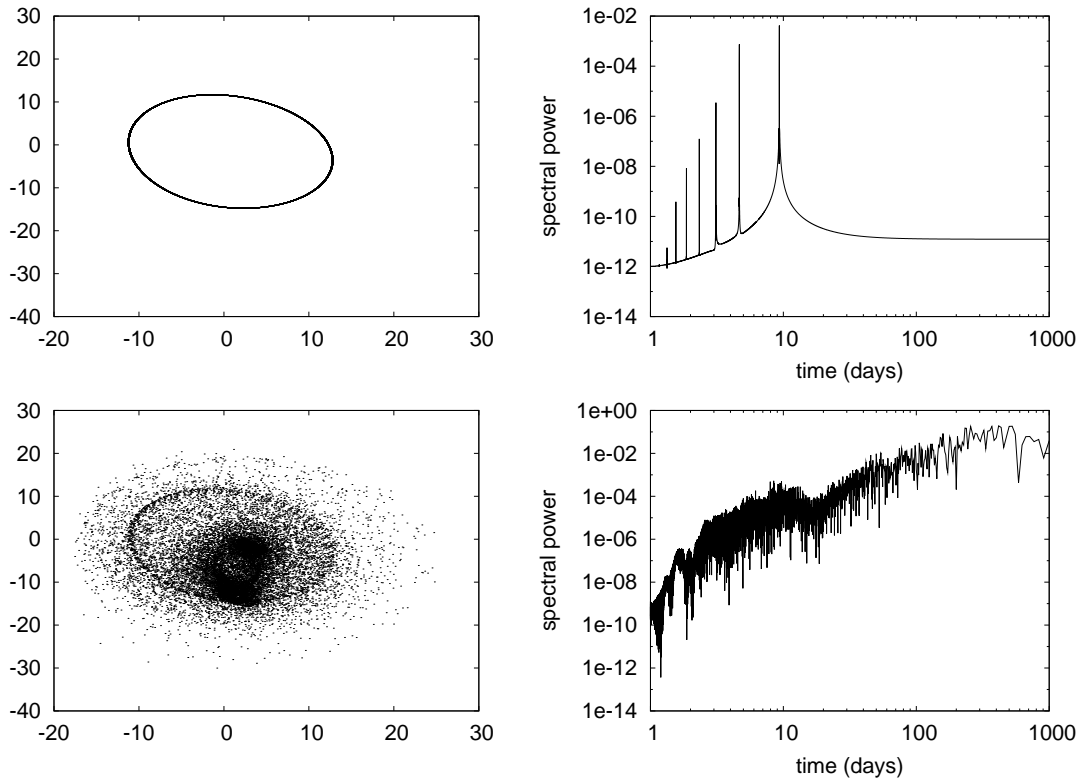 30
20
10
0
-10
-20
-30
-40
-20 -10 0 10 20 30
spectral power
1e-02
1e-04
1e-06
1e-08
1e-10
1e-12
1e-14
1 10 100 1000
time (days)
30
20
10
0
-10
-20
-30
-40
-20 -10 0 10 20 30
spectral power
1e+00
1e-02
1e-04
1e-06
1e-08
1e-10
1e-12
1e-14
1 10 100 1000
time (days)